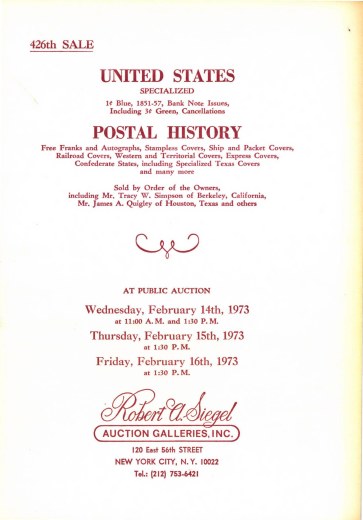 426th SALE
UNITED STATES
SPECIALIZED
1¢ Blue, 1851-57, Bank Note Issues,
Including 3¢ Green, Cancellations
POSTAL HISTORY
Free Franks and Autographs, Stampless Covers, Ship and Packet Covers,
Railroad Covers, Western and Territorial Covers, Express Covers,
Confederate States, including Specialized Texas Covers
and many more
Sold by Order of the Owners,
including Mr. Tracy W. Simpson of Berkeley, California,
Mr. James A. Quigley of Houston, Texas and others
AT PUBLIC AUCTION
Wednesday, February 14th, 1973
at 11:00 A.M. and 1:30 P.M.
Thursday, February 15th, 1973
at 1:30 P.M.
Friday, February 16th, 1973
at 1:30 P.M.
Robert A. Siegel
AUCTION GALLERIES, INC.
120 East 56th STREET
NEW YORK CITY, N.Y. 10022
Tel.: (212) 753-6421